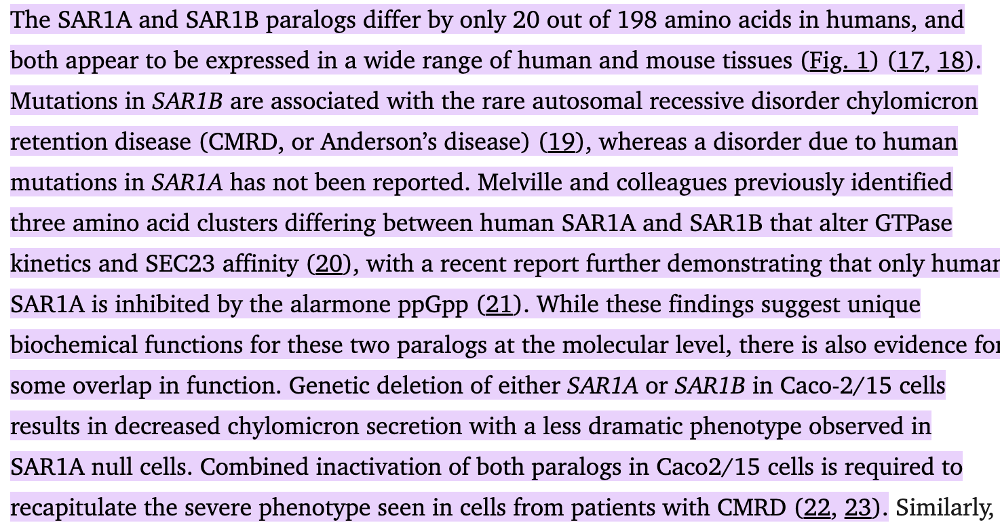 The SAR1A and SAR1B paralogs differ by only 20 out of 198 amino acids in humans, and
both appear to be expressed in a wide range of human and mouse tissues (Fig. 1) (17, 18).
Mutations in SAR1B are associated with the rare autosomal recessive disorder chylomicron
retention disease (CMRD, or Anderson’s disease) (19), whereas a disorder due to human
mutations in SAR1A has not been reported. Melville and colleagues previously identified
three amino acid clusters differing between human SAR1A and SAR1B that alter GTPase
kinetics and SEC23 affinity (20), with a recent report further demonstrating that only human
SAR1A is inhibited by the alarmone ppGpp (21). While these findings suggest unique
biochemical functions for these two paralogs at the molecular level, there is also evidence for
some overlap in function. Genetic deletion of either SAR1A or SAR1B in Caco-2/15 cells
results in decreased chylomicron secretion with a less dramatic phenotype observed in
SAR1A null cells. Combined inactivation of both paralogs in Caco2/15 cells is required to
recapitulate the severe phenotype seen in cells from patients with CMRD (22, 23). Similarly,